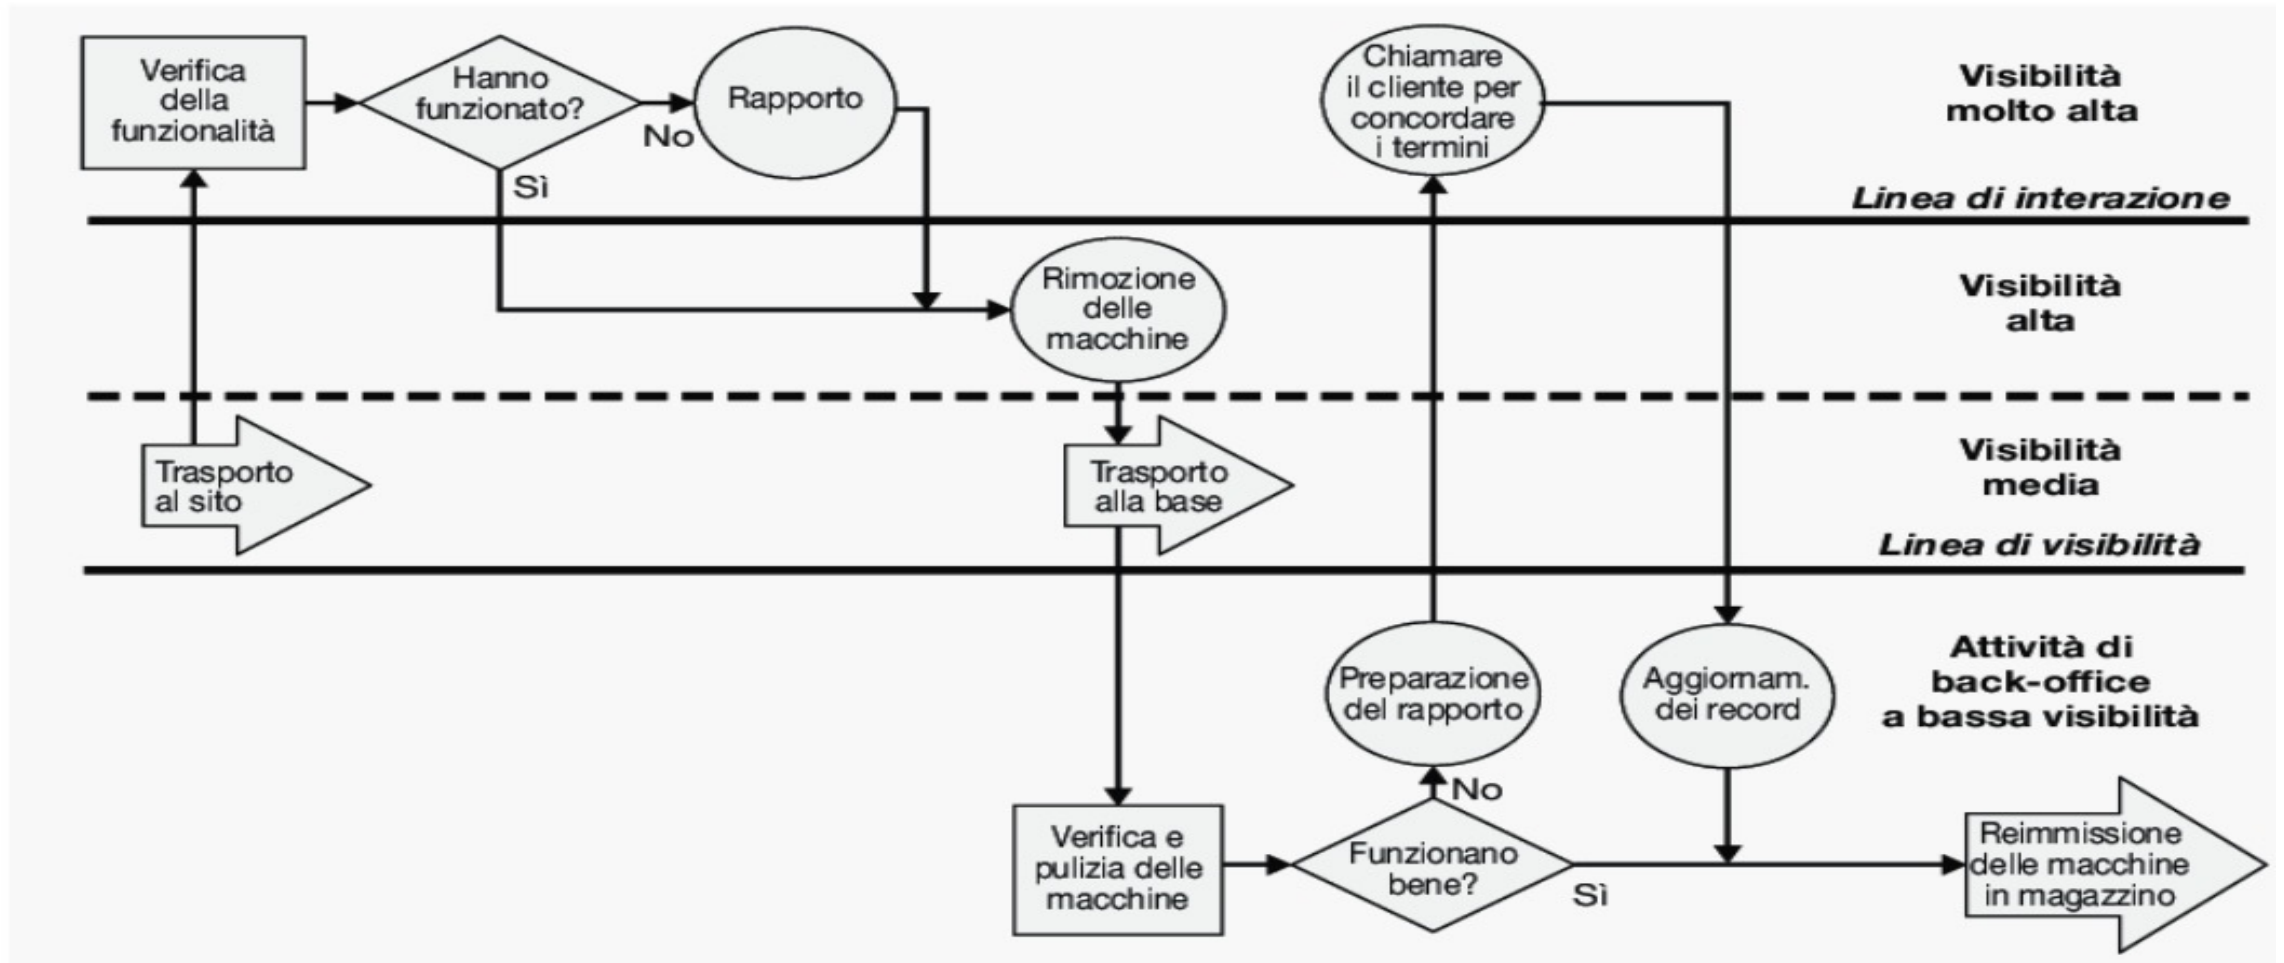 Verifica
della
funzionalità
Hanno
funzionato?
No
Sì
Rapporto
Chiamare
il cliente per
concordare
i termini
Visibilità
molto alta
Linea di interazione
Rimozione
delle
macchine
Visibilità
alta
Trasporto
al sito
Trasporto
alla base
Visibilità
media
Linea di visibilità
Preparazione
del rapporto
Aggiornam.
dei record
Attività di
back-office
a bassa visibilità
Verifica e
pulizia delle
macchine
Funzionano
bene?
No
Sì
Reimmissione
delle macchine
in magazzino